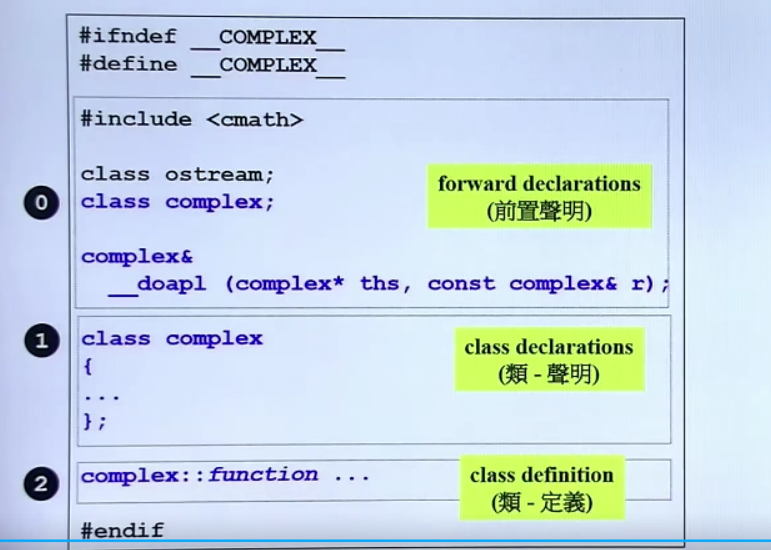 #ifndef __COMPLEX__
#define __COMPLEX__
#include <cmath>
class ostream;
0
class complex;
forward declarations
(前置聲明)
complex&
__doapl (complex* ths, const complex& r);
1
class complex
{
...
};
class declarations
(類 - 聲明)
2
complex::function ...
class definition
(類 - 定義)
#endif